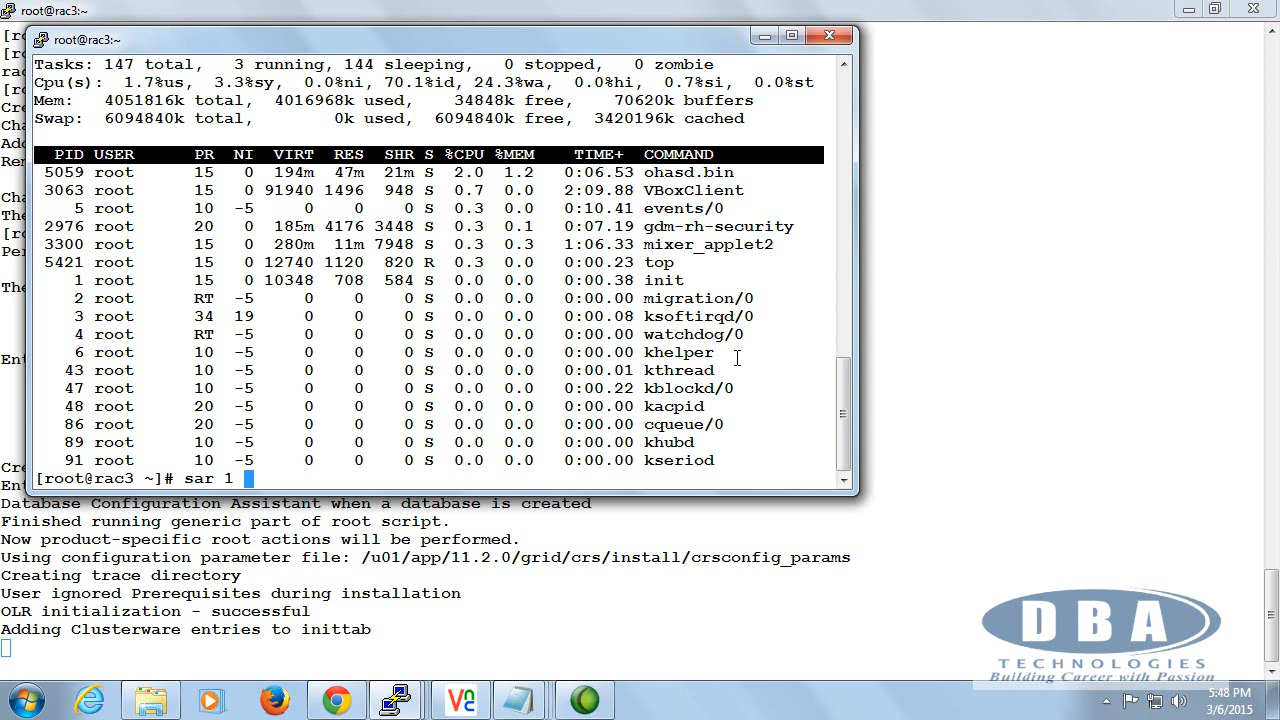 root@rac3:~
[ro
root@rac3:~
[ro
Tasks: 147 total, 3 running, 144 sleeping, 0 stopped, 0 zombie
rac
Cpu(s): 1.7%us, 3.3%sy, 0.0%ni, 70.1%id, 24.3%wa, 0.0%hi, 0.7%si, 0.0%st
[ro
Mem: 4051816k total, 4016968k used, 34848k free, 70620k buffers
Cre
Swap: 6094840k total, 0k used, 6094840k free, 3420196k cached
Cha
Add
PID USER PR NI VIRT RES SHR S %CPU %MEM TIME+ COMMAND
Rem
5059 root 15 0 194m 47m 21m S 2.0 1.2 0:06.53 ohasd.bin
3063 root 15 0 91940 1496 948 S 0.7 0.0 2:09.88 VBoxClient
Cha
5 root 10 -5 0 0 0 S 0.3 0.0 0:10.41 events/0
The
2976 root 20 0 185m 4176 3448 S 0.3 0.1 0:07.19 gdm-rh-security
[ro
3300 root 15 0 280m 11m 7948 S 0.3 0.3 1:06.33 mixer_applet2
Per
5421 root 15 0 12740 1120 820 R 0.3 0.0 0:00.23 top
1 root 15 0 10348 708 584 S 0.0 0.0 0:00.38 init
The
2 root RT -5 0 0 0 S 0.0 0.0 0:00.00 migration/0
3 root 34 19 0 0 0 S 0.0 0.0 0:00.08 ksoftirqd/0
4 root RT -5 0 0 0 S 0.0 0.0 0:00.00 watchdog/0
6 root 10 -5 0 0 0 S 0.0 0.0 0:00.00 khelper
Ent
43 root 10 -5 0 0 0 S 0.0 0.0 0:00.01 kthread
47 root 10 -5 0 0 0 S 0.0 0.0 0:00.22 kblockd/0
48 root 20 -5 0 0 0 S 0.0 0.0 0:00.00 kacpid
86 root 20 -5 0 0 0 S 0.0 0.0 0:00.00 cqueue/0
89 root 10 -5 0 0 0 S 0.0 0.0 0:00.00 khubd
91 root 10 -5 0 0 0 S 0.0 0.0 0:00.00 kseriod
Cre
[root@rac3 ~]# sar 1
Ent
Database Configuration Assistant when a database is created
Finished running generic part of root script.
Now product-specific root actions will be performed.
Using configuration parameter file: /u01/app/11.2.0/grid/crs/install/crsconfig_params
Creating trace directory
User ignored Prerequisites during installation
OLR initialization - successful
Adding Clusterware entries to inittab
DBA
TECHNOLOGIES
Building Career with Passion
5:48 PM
3/6/2015